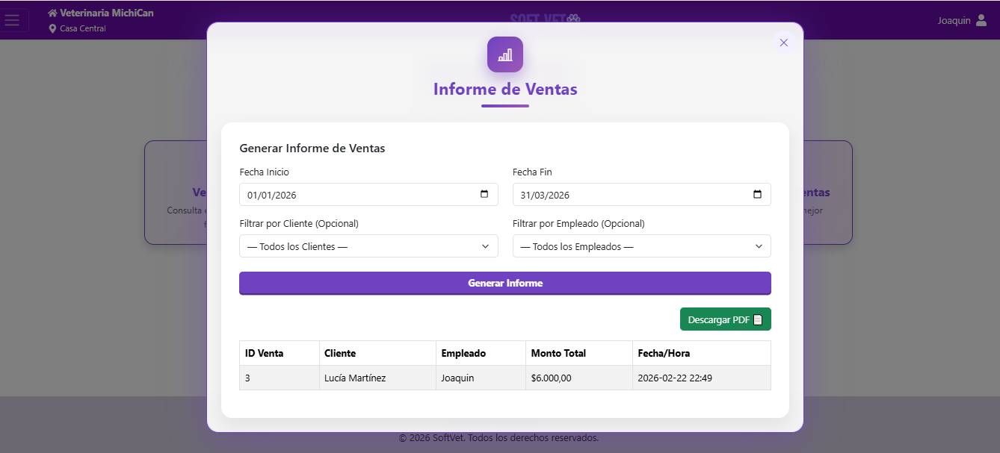 Veterinaria MichiCan
Casa Central
SOFT VET
Joaquin
Informe de Ventas
Generar Informe de Ventas
Fecha Inicio
Fecha Fin
01/01/2026
31/03/2026
Filtrar por Cliente (Opcional)
Filtrar por Empleado (Opcional)
— Todos los Clientes —
— Todos los Empleados —
Generar Informe
Descargar PDF
ID Venta Cliente Empleado Monto Total Fecha/Hora
3 Lucía Martínez Joaquin $6.000,00 2026-02-22 22:49
Ve
Consulta
entas
nejor
© 2026 SoftVet. Todos los derechos reservados.